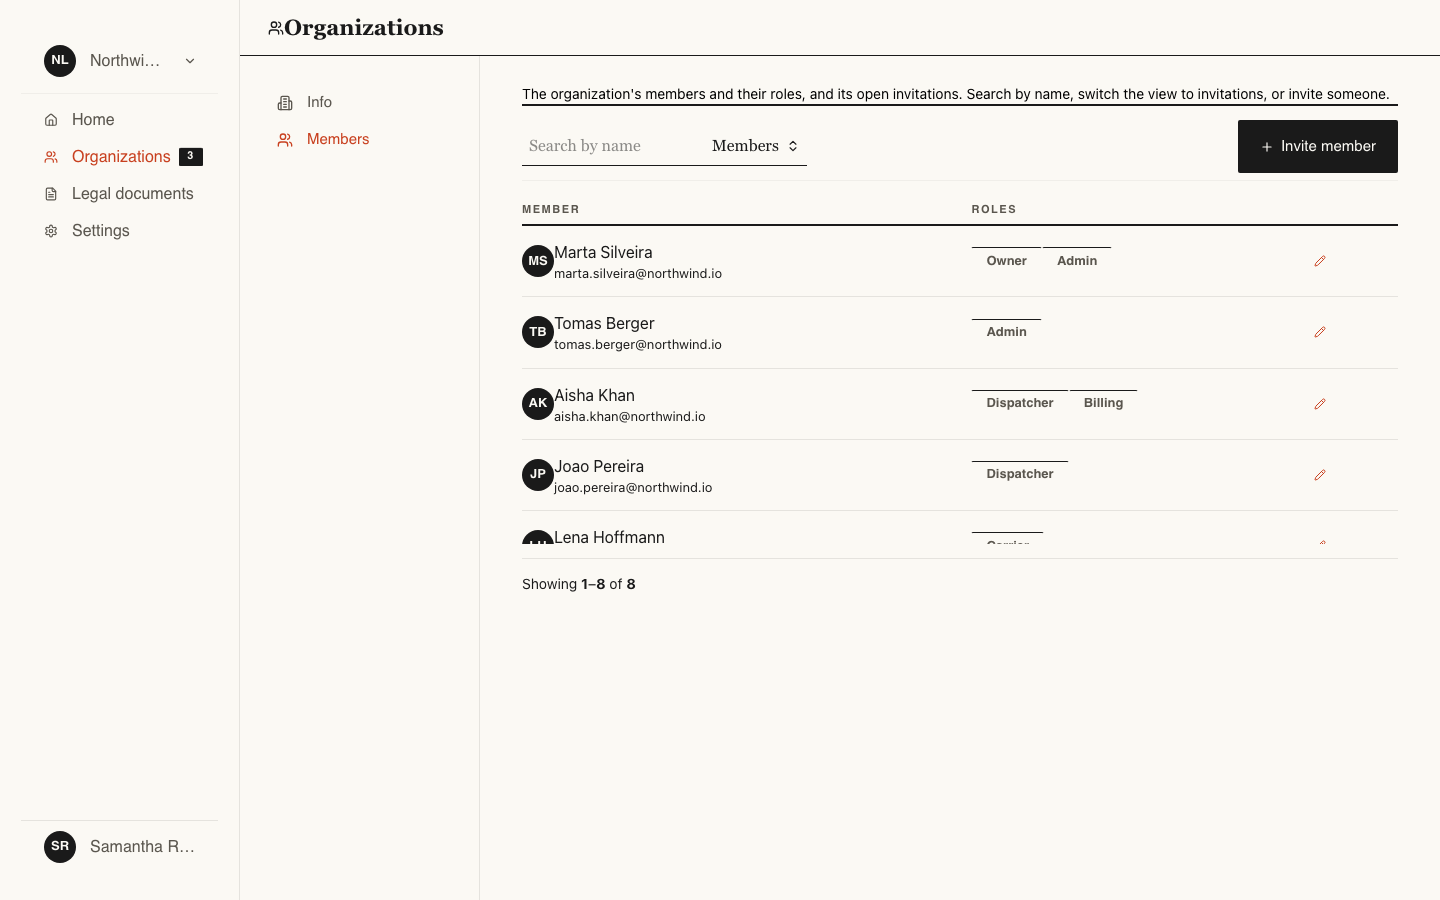 NL Northwi...
Home
Organizations 3
Legal documents
Settings
SR Samantha R...
Organizations
Info
Members
The organization's members and their roles, and its open invitations. Search by name, switch the view to invitations, or invite someone.
Search by name Members
Invite member
MEMBER ROLES
MS Marta Silveira Owner Admin
marta.silveira@northwind.io
TB Tomas Berger Admin
tomas.berger@northwind.io
AK Aisha Khan Dispatcher Billing
aisha.khan@northwind.io
JP Joao Pereira Dispatcher
joao.pereira@northwind.io
Lena Hoffmann
Showing 1–8 of 8